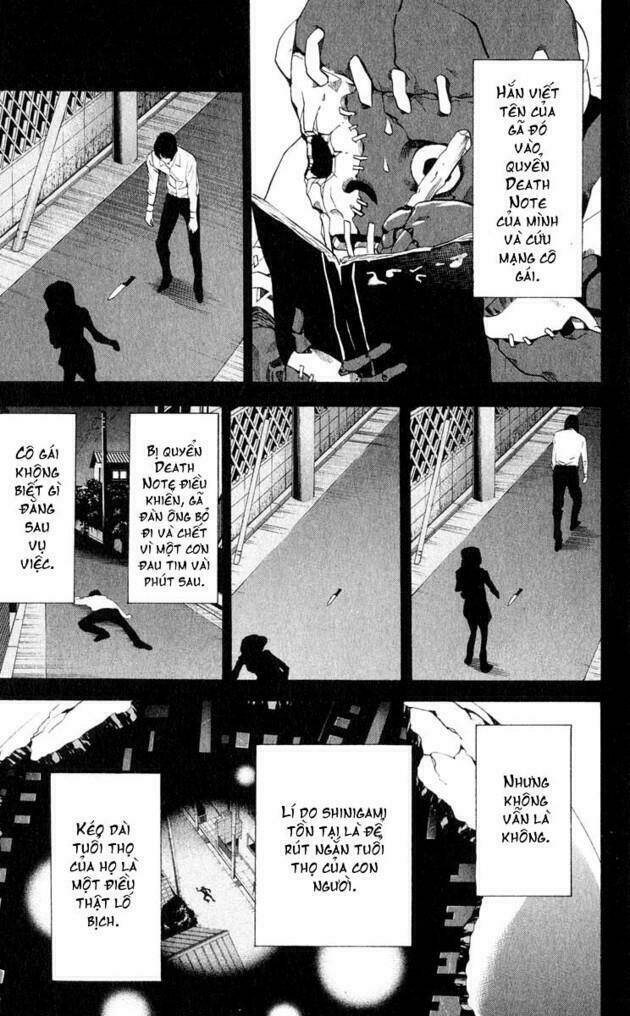 HẮN VIẾT
TÊN CỦA
GÃ ĐÓ
VÀO
QUYỂN
DEATH
NOTE
CỦA MÌNH
VÀ CỨU
MẠNG CÔ
GÁI.
BỊ QUYỂN
DEATH
NOTE ĐIỀU
KHIỂN, GÃ
ĐÀN ÔNG BỎ
ĐI VÀ CHẾT
VÌ MỘT CƠN
ĐAU TIM VÀI
PHÚT SAU.
CÔ GÁI
KHÔNG
BIẾT GÌ
ĐẰNG
SAU
VỤ
VIỆC.
NHƯNG
KHÔNG
VẪN LÀ
KHÔNG.
LÍ DO SHINIGAMI
TỒN TẠI LÀ ĐỂ
RÚT NGẮN TUỔI
THỌ CỦA CON
NGƯỜI.
KÉO DÀI
TUỔI THỌ
CỦA HỌ LÀ
MỘT ĐIỀU
THẬT LỐ
BỊCH.